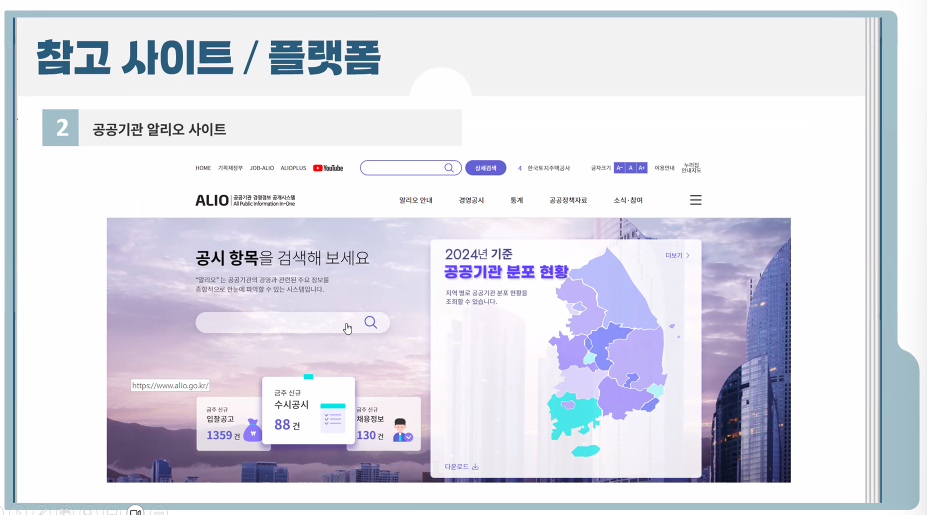 참고 사이트 / 플랫폼
2 공공기관 알리오 사이트
HOME 기획재정부 JOB-ALIO ALIOPLUS YouTube 상세검색 4 한국토지주택공사 글자크기 A- A A+ 이용안내 누리집 안내지도
ALIO 공공기관 경영정보 공개시스템
All Public Information In-One
알리오 안내 경영공시 통계 공공정책자료 소식·참여
공시 항목을 검색해 보세요
"알리오"는 공공기관의 경영과 관련된 주요 정보를
종합적으로 한눈에 파악할 수 있는 시스템입니다.
2024년 기준
더보기
공공기관 분포 현황
지역 별로 공공기관 분포 현황을
조회할 수 있습니다.
https://www.alio.go.kr/
금주 신규
입찰공고
1359 건
금주 신규
수시공시
88 건
금주 신규
채용정보
130 건
다운로드